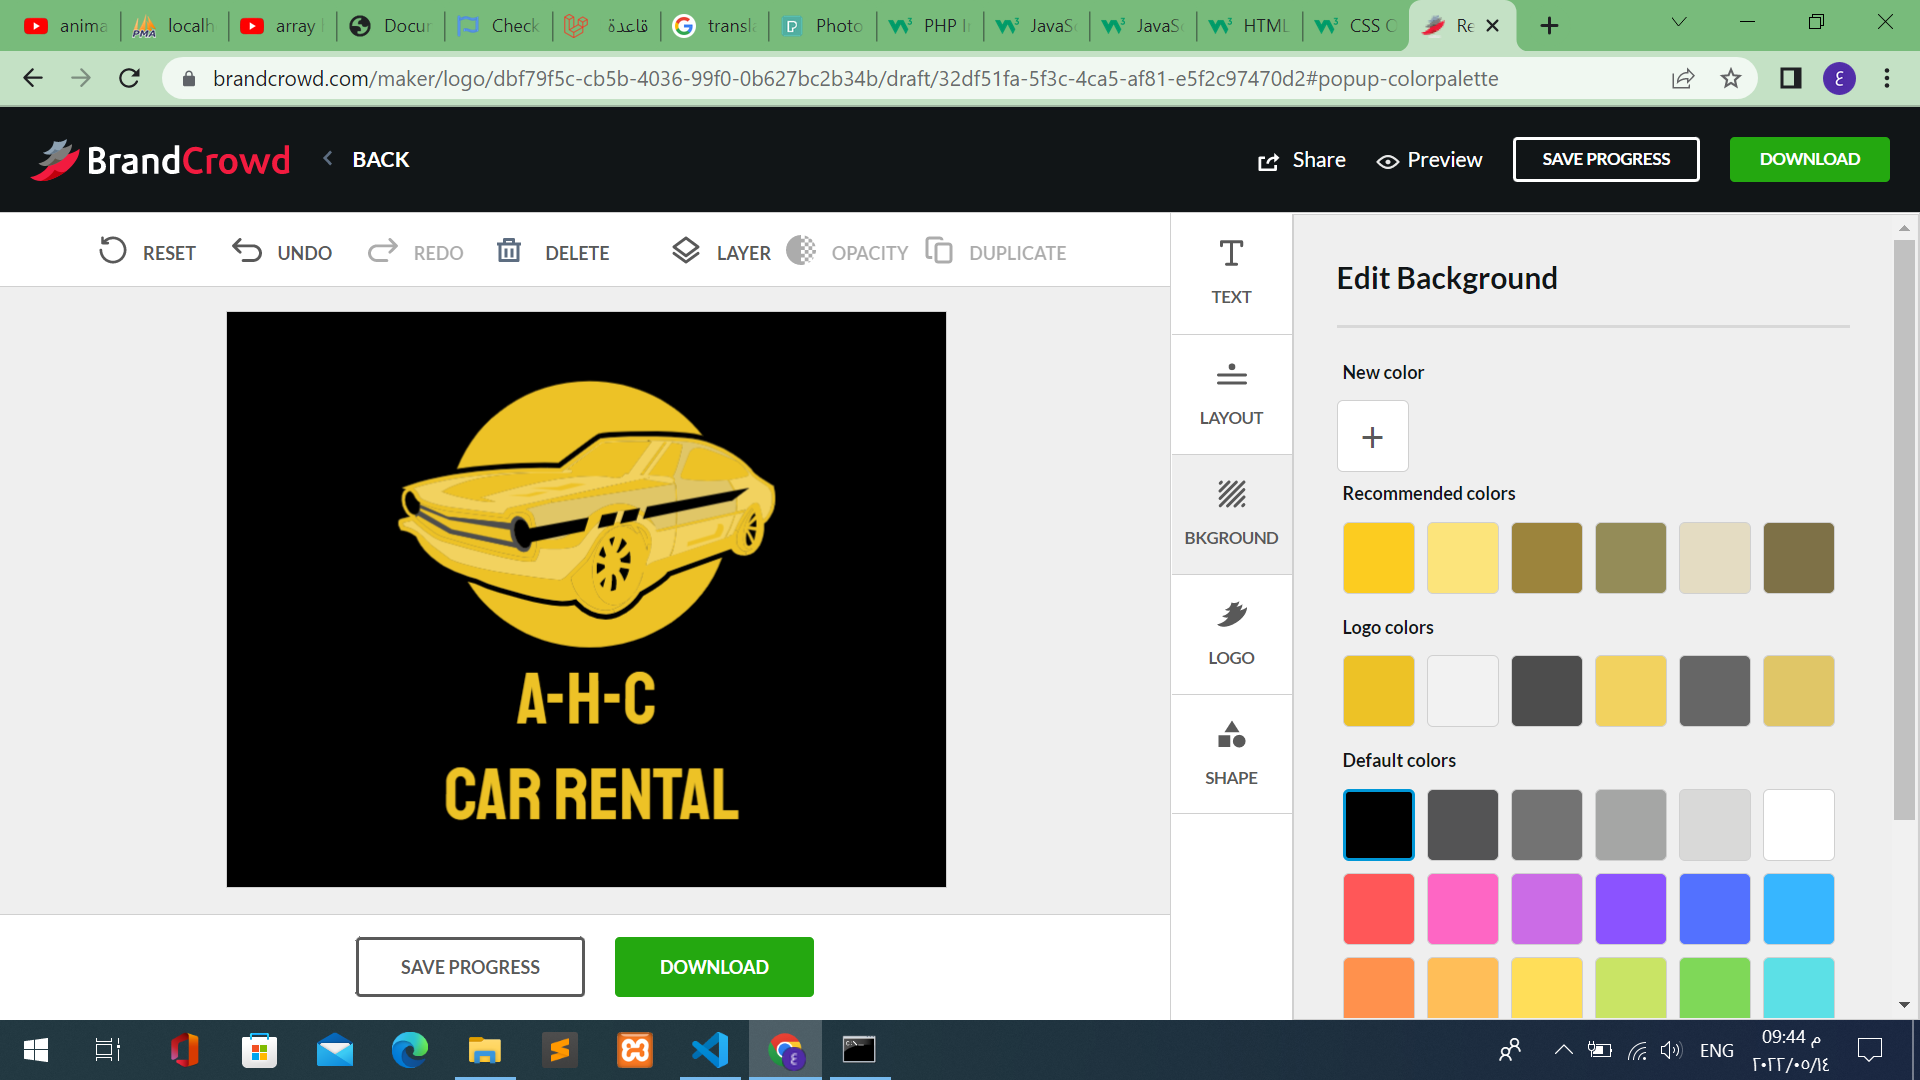 anima
localh
array
Docur
Check
قاعدة
transla
Photo
PHP I
JavaSc
JavaSc
HTML
CSS O
Re
brandcrowd.com/maker/logo/dbf79f5c-cb5b-4036-99f0-0b627bc2b34b/draft/32df51fa-5f3c-4ca5-af81-e5f2c97470d2#popup-colorpalette
ع
BrandCrowd
BACK
Share
Preview
SAVE PROGRESS
DOWNLOAD
RESET
UNDO
REDO
DELETE
LAYER
OPACITY
DUPLICATE
A-H-C
CAR RENTAL
SAVE PROGRESS
DOWNLOAD
TEXT
LAYOUT
BKGROUND
LOGO
SHAPE
Edit Background
New color
Recommended colors
Logo colors
Default colors
ENG
09:44 م
٢٠٢٢/٠٥/١٤